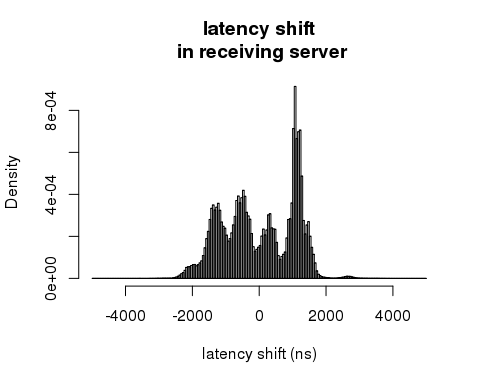 latency shift
in receiving server
Density
8e-04
4e-04
0e+00
-4000 -2000 0 2000 4000
latency shift (ns)